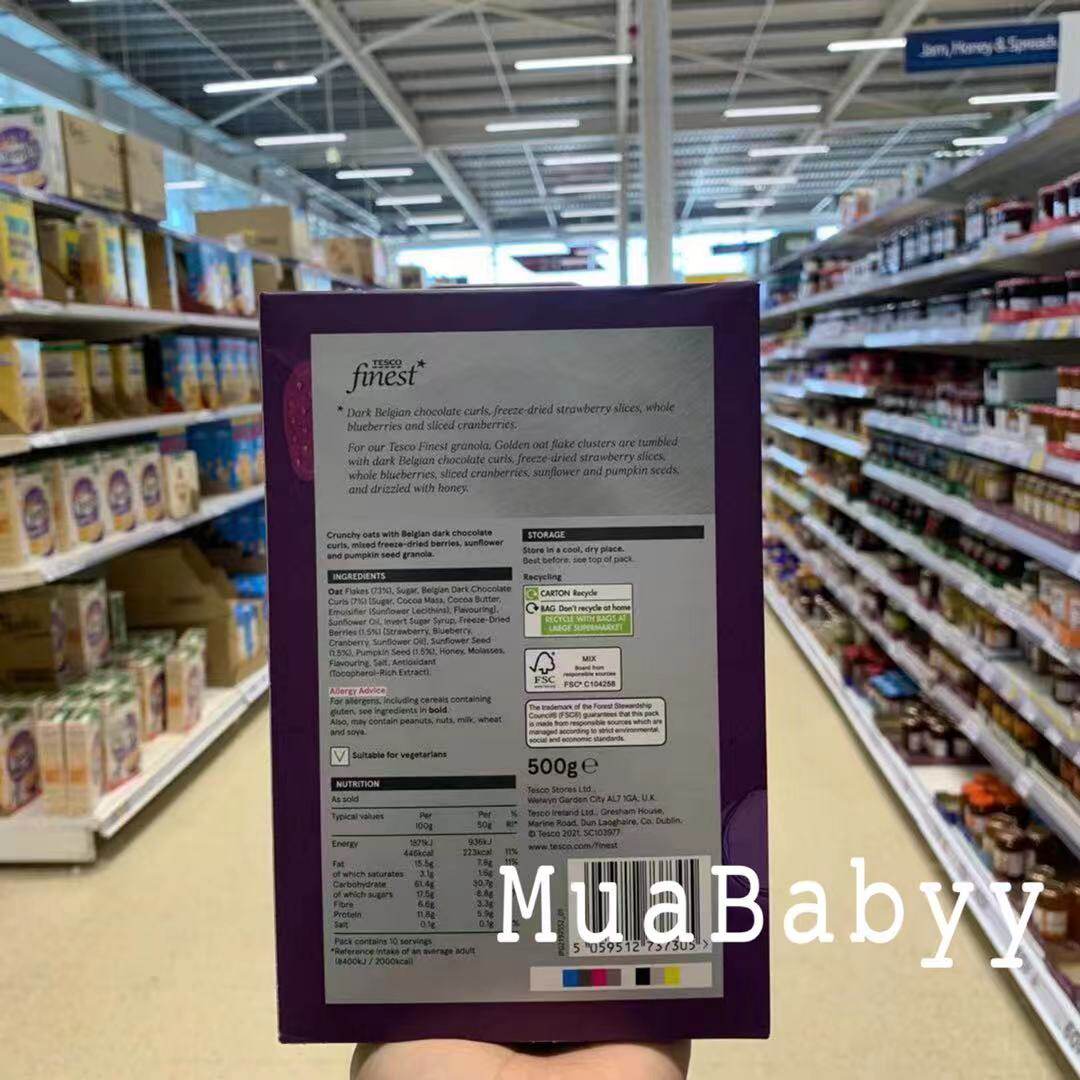 Jam, Honey & Spreads
TESCO
finest*
* Dark Belgian chocolate curls, freeze-dried strawberry slices, whole
blueberries and sliced cranberries.
For our Tesco Finest granola. Golden oat flake clusters are tumbled
with dark Belgian chocolate curls, freeze-dried strawberry slices,
whole blueberries, sliced cranberries, sunflower and pumpkin seeds,
and drizzled with honey.
Crunchy oats with Belgian dark chocolate
curls, mixed freeze-dried berries, sunflower
and pumpkin seed granola.
INGREDIENTS
Oat Flakes (73%), Sugar, Belgian Dark Chocolate
Curls (7%) [Sugar, Cocoa Mass, Cocoa Butter,
Emulsifier (Sunflower Lecithins), Flavouring],
Sunflower Oil, Invert Sugar Syrup, Freeze-Dried
Berries (1.5%) (Strawberry, Blueberry,
Cranberry, Sunflower Oil), Sunflower Seed
(1.5%), Pumpkin Seed (1.5%), Honey, Molasses,
Flavouring, Salt, Antioxidant
(Tocopherol-Rich Extract).
Allergy Advice
For allergens, including cereals containing
gluten, see ingredients in bold.
Also, may contain peanuts, nuts, milk, wheat
and soya.
V Suitable for vegetarians
NUTRITION
As sold
Typical values Per 100g Per 50g % RI*
Energy 1871kJ 936kJ
446kcal 223kcal 11%
Fat 15.5g 7.8g 11%
of which saturates 3.1g 1.6g
Carbohydrate 61.4g 30.7g
of which sugars 17.5g 8.8g
Fibre 6.6g 3.3g
Protein 11.8g 5.9g
Salt 0.1g 0.1g
Pack contains 10 servings
*Reference intake of an average adult
(8400kJ / 2000kcal)
STORAGE
Store in a cool, dry place.
Best before: see top of pack.
Recycling
CARTON Recycle
BAG Don't recycle at home
RECYCLE WITH BAGS AT
LARGE SUPERMARKET
FSC
MIX
Board from
responsible sources
FSC® C104258
The trademark of the Forest Stewardship
Council® (FSC®) guarantees that this pack
is made from responsible sources which are
managed according to strict environmental,
social and economic standards.
500g ℮
Tesco Stores Ltd.,
Welwyn Garden City AL7 1GA, U.K.
Tesco Ireland Ltd., Gresham House,
Marine Road, Dun Laoghaire, Co. Dublin.
© Tesco 2021. SC103977
www.tesco.com/finest
5 059512 737305 >
MuaBabyy